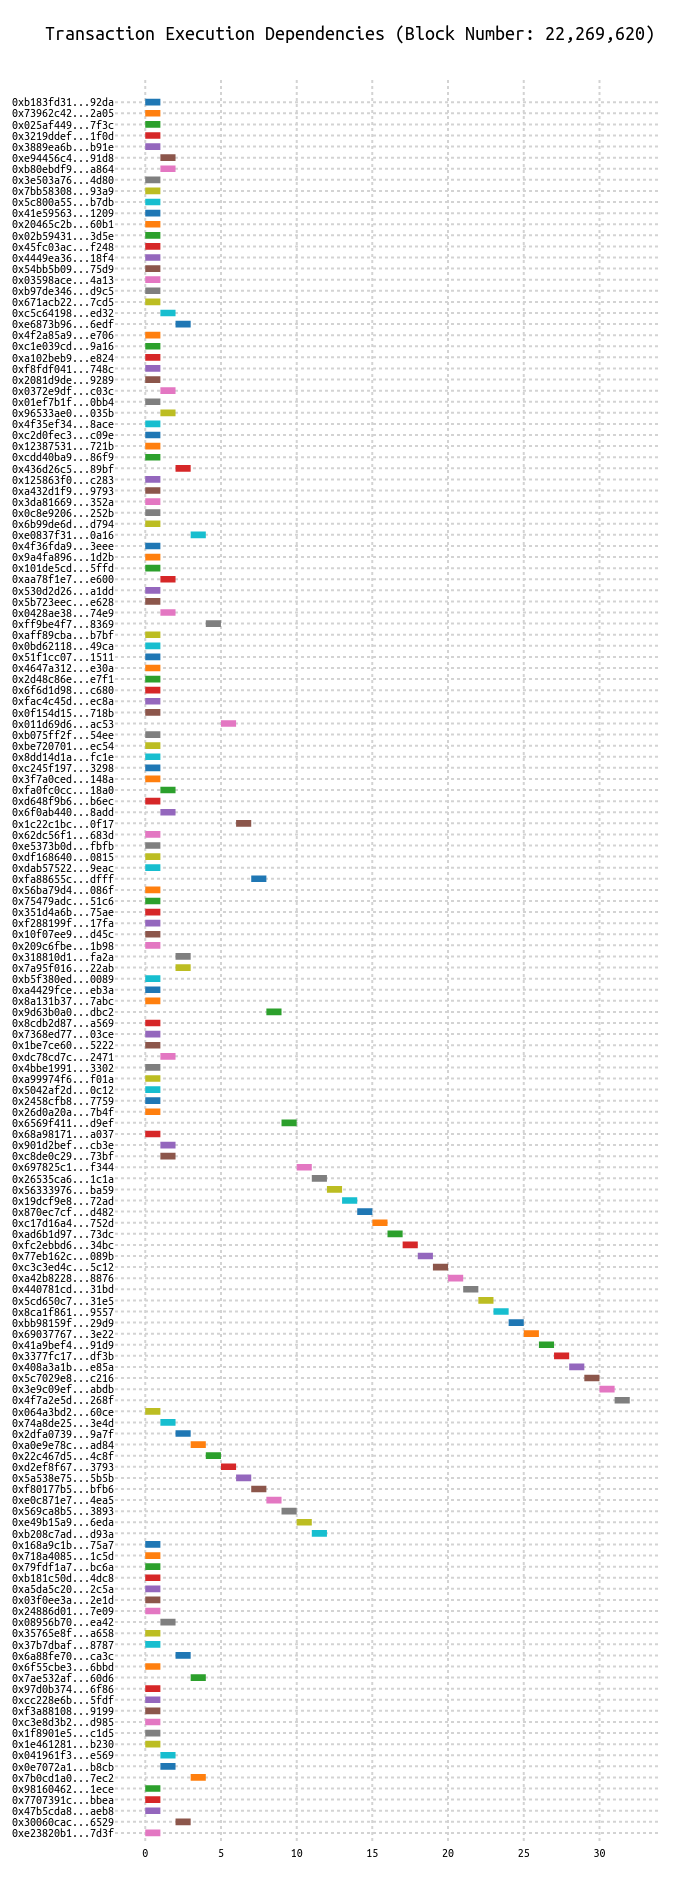 Transaction Execution Dependencies (Block Number: 22,269,620)
0xb183fd31...92da
0x73962c42...2a05
0x025af449...7f3c
0x3219ddef...1f0d
0x3889ea6b...b91e
0xe94456c4...91d8
0xb80ebdf9...a864
0x3e503a76...4d80
0x7bb58308...93a9
0x5c800a55...b7db
0x41e59563...1209
0x20465c2b...60b1
0x02b59431...3d5e
0x45fc03ac...f248
0x4449ea36...18f4
0x54bb5b09...75d9
0x03598ace...4a13
0xb97de346...d9c5
0x671acb22...7cd5
0xc5c64198...ed32
0xe6873b96...6edf
0x4f2a85a9...e706
0xc1e039cd...9a16
0xa102beb9...e824
0xf8fdf041...748c
0x2081d9de...9289
0x0372e9df...c03c
0x01ef7b1f...0bb4
0x96533ae0...035b
0x4f35ef34...8ace
0xc2d0fec3...c09e
0x12387531...721b
0xcdd40ba9...86f9
0x436d26c5...89bf
0x125863f0...c283
0xa432d1f9...9793
0x3da81669...352a
0x0c8e9206...252b
0x6b99de6d...d794
0xe0837f31...0a16
0x4f36fda9...3eee
0x9a4fa896...1d2b
0x101de5cd...5ffd
0xaa78f1e7...e600
0x530d2d26...a1dd
0x5b723eec...e628
0x0428ae38...74e9
0xff9be4f7...8369
0xaff89cba...b7bf
0x0bd62118...49ca
0x51f1cc07...1511
0x4647a312...e30a
0x2d48c86e...e7f1
0x6f6d1d98...c680
0xfac4c45d...ec8a
0x0f154d15...718b
0x011d69d6...ac53
0xb075ff2f...54ee
0xbe720701...ec54
0x8dd14d1a...fc1e
0xc245f197...3298
0x3f7a0ced...148a
0xfa0fc0cc...18a0
0xd648f9b6...b6ec
0x6f0ab440...8add
0x1c22c1bc...0f17
0x62dc56f1...683d
0xe5373b0d...fbfb
0xdf168640...0815
0xdab57522...9eac
0xfa88655c...dfff
0x56ba79d4...086f
0x75479adc...51c6
0x351d4a6b...75ae
0xf288199f...17fa
0x10f07ee9...d45c
0x209c6fbe...1b98
0x318810d1...fa2a
0x7a95f016...22ab
0xb5f380ed...0089
0xa4429fce...eb3a
0x8a131b37...7abc
0x9d63b0a0...dbc2
0x8cdb2d87...a569
0x7368ed77...03ce
0x1be7ce60...5222
0xdc78cd7c...2471
0x4bbe1991...3302
0xa99974f6...f01a
0x5042af2d...0c12
0x2458cfb8...7759
0x26d0a20a...7b4f
0x6569f411...d9ef
0x68a98171...a037
0x901d2bef...cb3e
0xc8de0c29...73bf
0x697825c1...f344
0x26535ca6...1c1a
0x56333976...ba59
0x19dcf9e8...72ad
0x870ec7cf...d482
0xc17d16a4...752d
0xad6b1d97...73dc
0xfc2ebbd6...34bc
0x77eb162c...089b
0xc3c3ed4c...5c12
0xa42b8228...8876
0x440781cd...31bd
0x5cd650c7...31e5
0x8ca1f861...9557
0xbb98159f...29d9
0x69037767...3e22
0x41a9bef4...91d9
0x3377fc17...df3b
0x408a3a1b...e85a
0x5c7029e8...c216
0x3e9c09ef...abdb
0x4f7a2e5d...268f
0x064a3bd2...60ce
0x74a8de25...3e4d
0x2dfa0739...9a7f
0xa0e9e78c...ad84
0x22c467d5...4c8f
0xd2ef8f67...3793
0x5a538e75...5b5b
0xf80177b5...bfb6
0xe0c871e7...4ea5
0x569ca8b5...3893
0xe49b15a9...6eda
0xb208c7ad...d93a
0x168a9c1b...75a7
0x718a4085...1c5d
0x79fdf1a7...bc6a
0xb181c50d...4dc8
0xa5da5c20...2c5a
0x03f0ee3a...2e1d
0x24886d01...7e09
0x08956b70...ea42
0x35765e8f...a658
0x37b7dbaf...8787
0x6a88fe70...ca3c
0x6f55cbe3...6bbd
0x7ae532af...60d6
0x97d0b374...6f86
0xcc228e6b...5fdf
0xf3a88108...9199
0xc3e8d3b2...d985
0x1f8901e5...c1d5
0x1e461281...b230
0x041961f3...e569
0x0e7072a1...b8cb
0x7b0cd1a0...7ec2
0x98160462...1ece
0x7707391c...bbea
0x47b5cda8...aeb8
0x30060cac...6529
0xe23820b1...7d3f
0 5 10 15 20 25 30